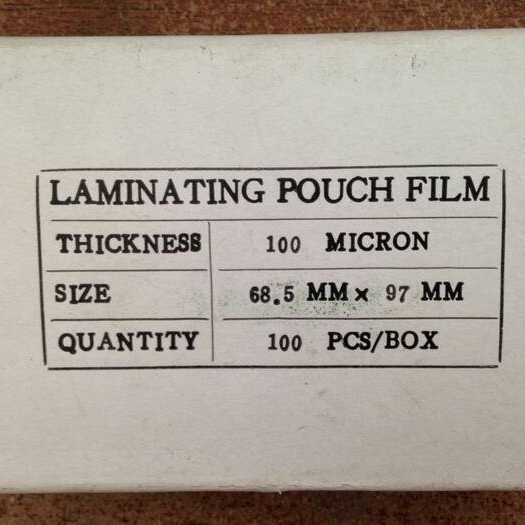 LAMINATING POUCH FILM
THICKNESS 100 MICRON
SIZE 68.5 MM x 97 MM
QUANTITY 100 PCS/BOX